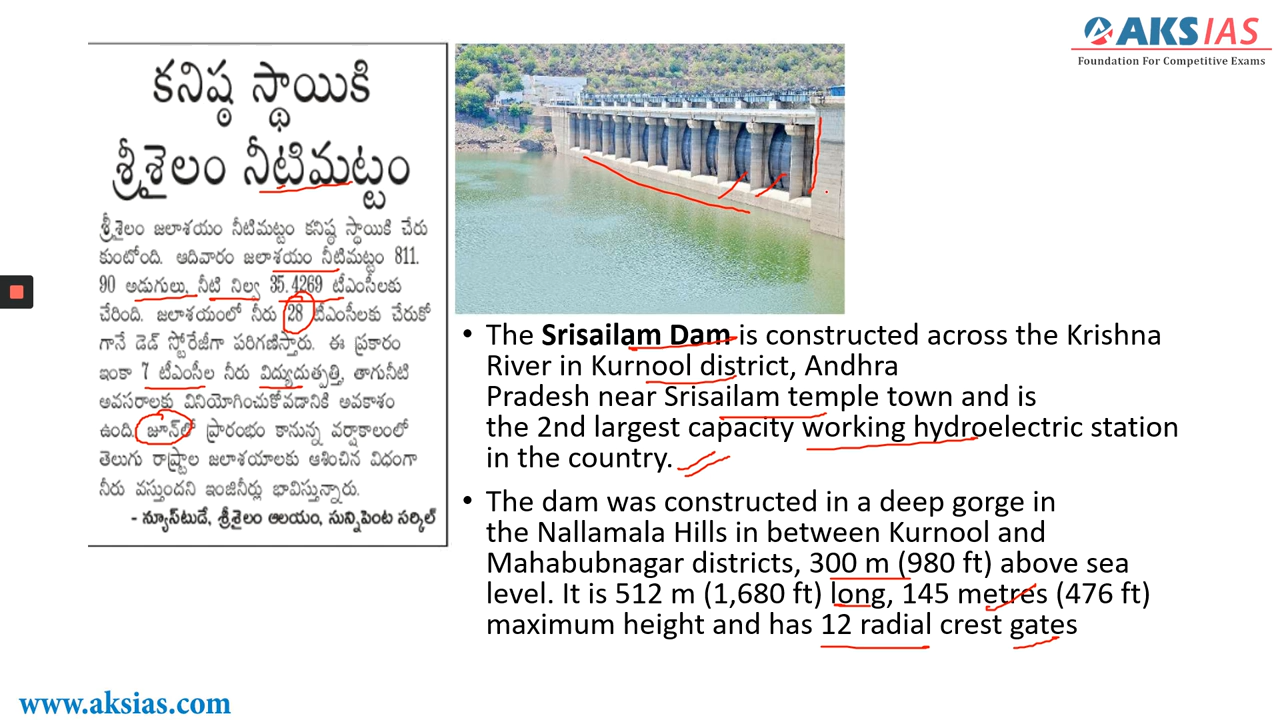 AKS IAS
Foundation For Competitive Exams
కనిష్ఠ స్థాయికి
శ్రీశైలం నీటిమట్టం
శ్రీశైలం జలాశయం నీటిమట్టం కనిష్ఠ స్థాయికి చేరు
కుంటోంది. ఆదివారం జలాశయం నీటిమట్టం 811.
90 అడుగులు, నీటి నిల్వ 35.4269 టీఎంసీలకు
చేరింది. జలాశయంలో నీరు 28 టీఎంసీలకు చేరుకో
గానే డెడ్ స్టోరేజీగా పరిగణిస్తారు. ఈ ప్రకారం
ఇంకా 7 టీఎంసీల నీరు విద్యుదుత్పత్తి, తాగునీటి
అవసరాలకు వినియోగించుకోవడానికి అవకాశం
ఉంది. జూన్‌లో ప్రారంభం కానున్న వర్షాకాలంలో
తెలుగు రాష్ట్రాల జలాశయాలకు ఆశించిన విధంగా
నీరు వస్తుందని ఇంజినీర్లు భావిస్తున్నారు.
- న్యూస్‌టుడే, శ్రీశైలం ఆలయం, సున్నిపెంట సర్కిల్
• The Srisailam Dam is constructed across the Krishna
River in Kurnool district, Andhra
Pradesh near Srisailam temple town and is
the 2nd largest capacity working hydroelectric station
in the country.
• The dam was constructed in a deep gorge in
the Nallamala Hills in between Kurnool and
Mahabubnagar districts, 300 m (980 ft) above sea
level. It is 512 m (1,680 ft) long, 145 metres (476 ft)
maximum height and has 12 radial crest gates
www.aksias.com